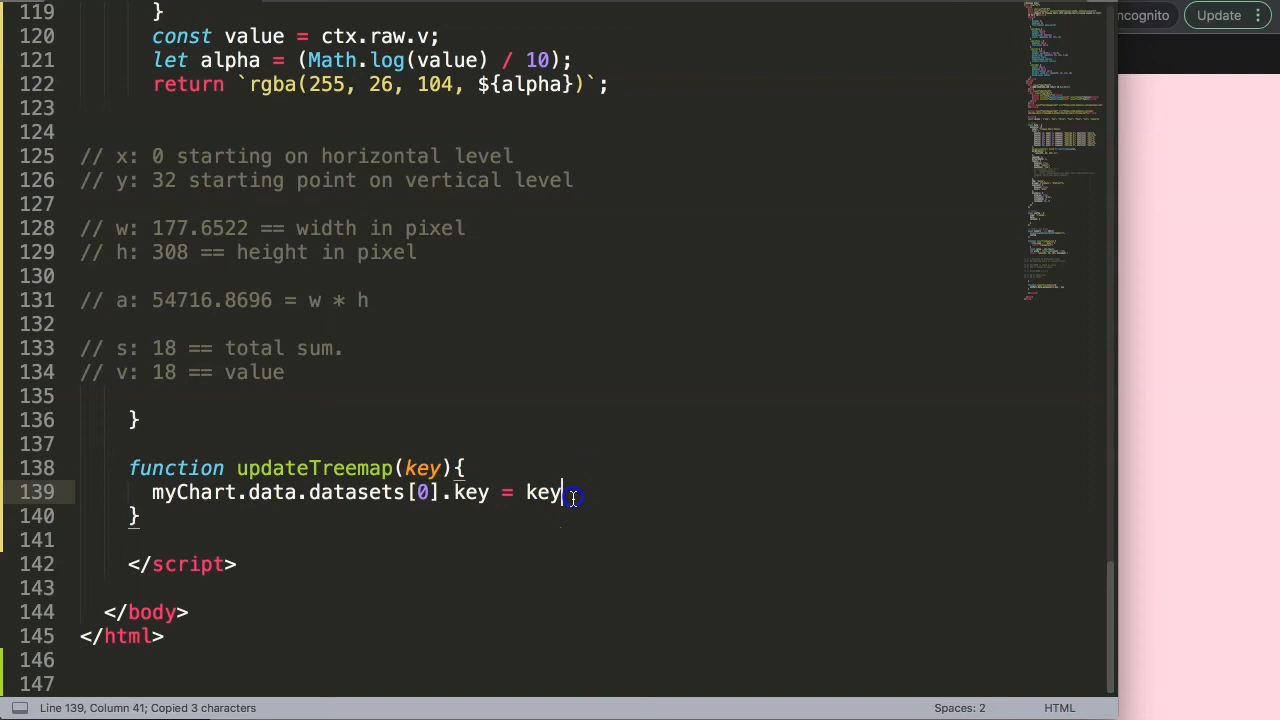 119 }
120 const value = ctx.raw.v;
121 let alpha = (Math.log(value) / 10);
122 return `rgba(255, 26, 104, ${alpha})`;
123
124
125 // x: 0 starting on horizontal level
126 // y: 32 starting point on vertical level
127
128 // w: 177.6522 == width in pixel
129 // h: 308 == height in pixel
130
131 // a: 54716.8696 = w * h
132
133 // s: 18 == total sum.
134 // v: 18 == value
135
136 }
137
138 function updateTreemap(key){
139 myChart.data.datasets[0].key = key
140 }
141
142 </script>
143
144 </body>
145 </html>
146
147
Line 139, Column 41; Copied 3 characters
Spaces: 2
HTML
cognito
Update